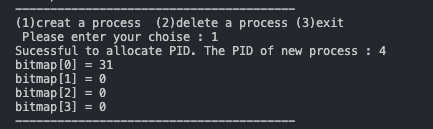 ----------------------------------------
(1)creat a process  (2)delete a process (3)exit
 Please enter your choise : 1
Sucessful to allocate PID. The PID of new process : 4
bitmap[0] = 31
bitmap[1] = 0
bitmap[2] = 0
bitmap[3] = 0
----------------------------------------